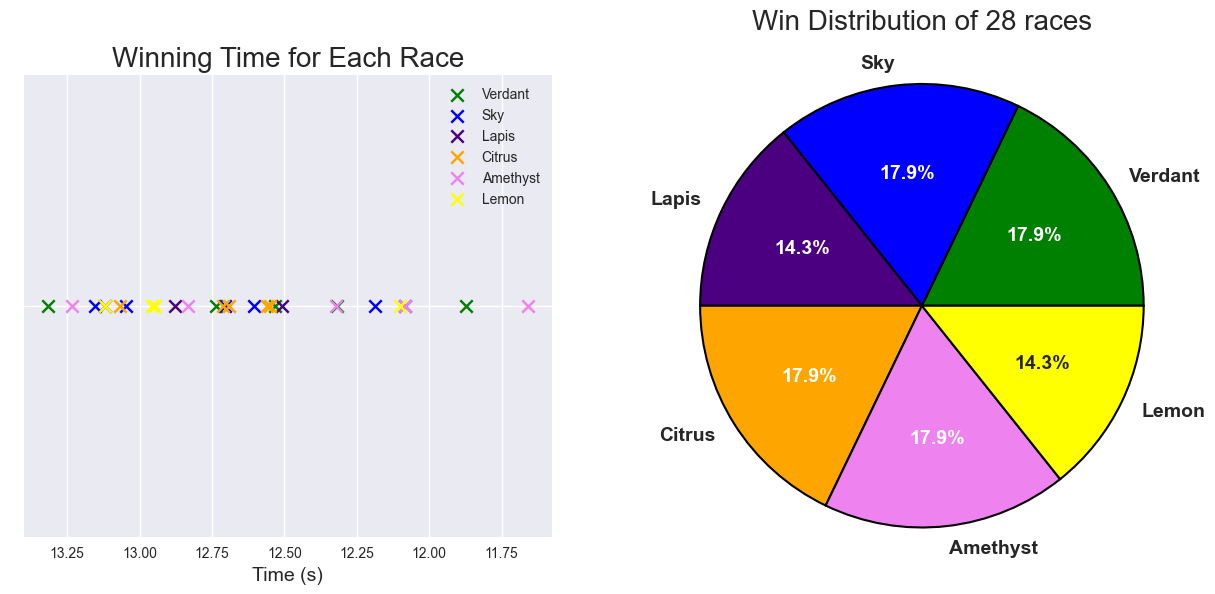 Winning Time for Each Race
Verdant
Sky
Lapis
Citrus
Amethyst
Lemon
13.25 13.00 12.75 12.50 12.25 12.00 11.75
Time (s)
Win Distribution of 28 races
Sky
Verdant
Lapis
17.9%
17.9%
14.3%
17.9%
14.3%
17.9%
Lemon
Citrus
Amethyst